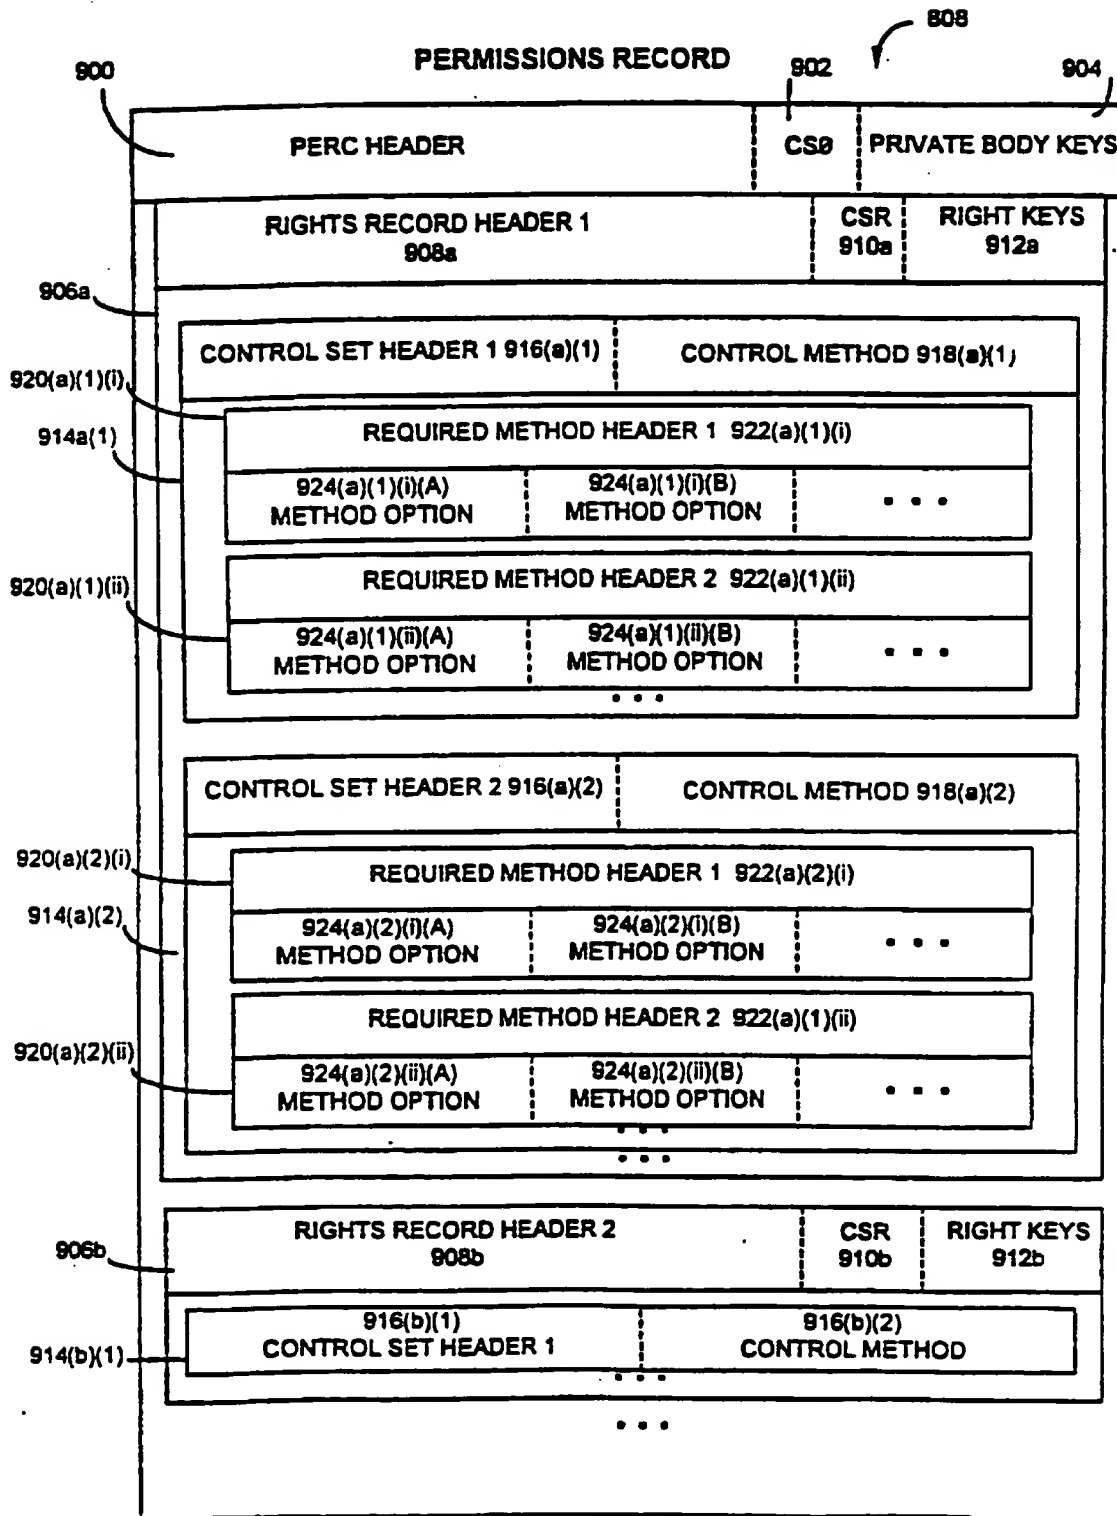 808
PERMISSIONS RECORD
900
902
904
PERC HEADER
CS0
PRIVATE BODY KEYS
RIGHTS RECORD HEADER 1
908a
CSR
910a
RIGHT KEYS
912a
906a
CONTROL SET HEADER 1 916(a)(1)
CONTROL METHOD 918(a)(1)
920(a)(1)(i)
914a(1)
REQUIRED METHOD HEADER 1 922(a)(1)(i)
924(a)(1)(i)(A)
METHOD OPTION
924(a)(1)(i)(B)
METHOD OPTION
• • •
920(a)(1)(ii)
REQUIRED METHOD HEADER 2 922(a)(1)(ii)
924(a)(1)(ii)(A)
METHOD OPTION
924(a)(1)(ii)(B)
METHOD OPTION
• • •
• • •
CONTROL SET HEADER 2 916(a)(2)
CONTROL METHOD 918(a)(2)
920(a)(2)(i)
914(a)(2)
REQUIRED METHOD HEADER 1 922(a)(2)(i)
924(a)(2)(i)(A)
METHOD OPTION
924(a)(2)(i)(B)
METHOD OPTION
• • •
920(a)(2)(ii)
REQUIRED METHOD HEADER 2 922(a)(1)(ii)
924(a)(2)(ii)(A)
METHOD OPTION
924(a)(2)(ii)(B)
METHOD OPTION
• • •
• • •
• • •
906b
RIGHTS RECORD HEADER 2
908b
CSR
910b
RIGHT KEYS
912b
914(b)(1)
916(b)(1)
CONTROL SET HEADER 1
916(b)(2)
CONTROL METHOD
• • •
• • •